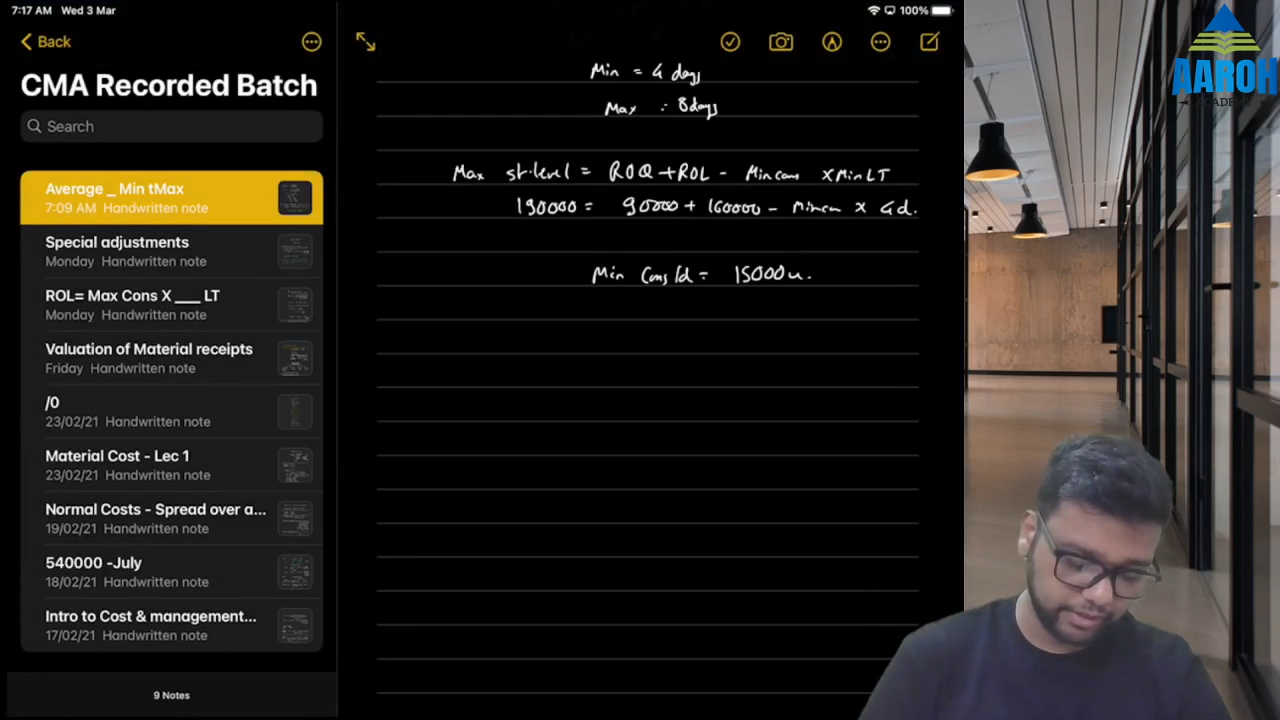 7:17 AM Wed 3 Mar
100%
Back
CMA Recorded Batch
Search
Average _ Min tMax
7:09 AM Handwritten note
Special adjustments
Monday Handwritten note
ROL= Max Cons X ___ LT
Monday Handwritten note
Valuation of Material receipts
Friday Handwritten note
/0
23/02/21 Handwritten note
Material Cost - Lec 1
23/02/21 Handwritten note
Normal Costs - Spread over a...
19/02/21 Handwritten note
540000 -July
18/02/21 Handwritten note
Intro to Cost & management...
17/02/21 Handwritten note
9 Notes
Min = 4 days
Max : 8 days
Max st. level = ROQ + ROL - Min cons x Min LT
190000 = 90000 + 160000 - Min con x 4 d.
Min Cons/d = 15000 u.
AAROH
ACADEMY